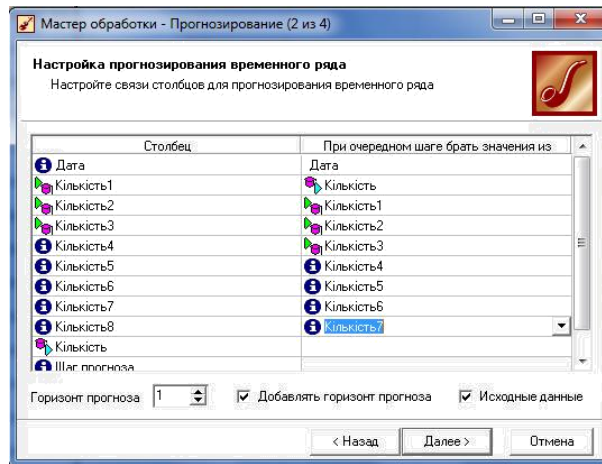 Мастер обработки - Прогнозирование (2 из 4)
Настройка прогнозирования временного ряда
Настройте связи столбцов для прогнозирования временного ряда
Столбец При очередном шаге брать значения из
Дата Дата
Кількість1 Кількість
Кількість2 Кількість1
Кількість3 Кількість2
Кількість4 Кількість3
Кількість5 Кількість4
Кількість6 Кількість5
Кількість7 Кількість6
Кількість8 Кількість7
Кількість
Шаг прогноза
Горизонт прогноза 1 Добавлять горизонт прогноза Исходные данные
< Назад Далее > Отмена